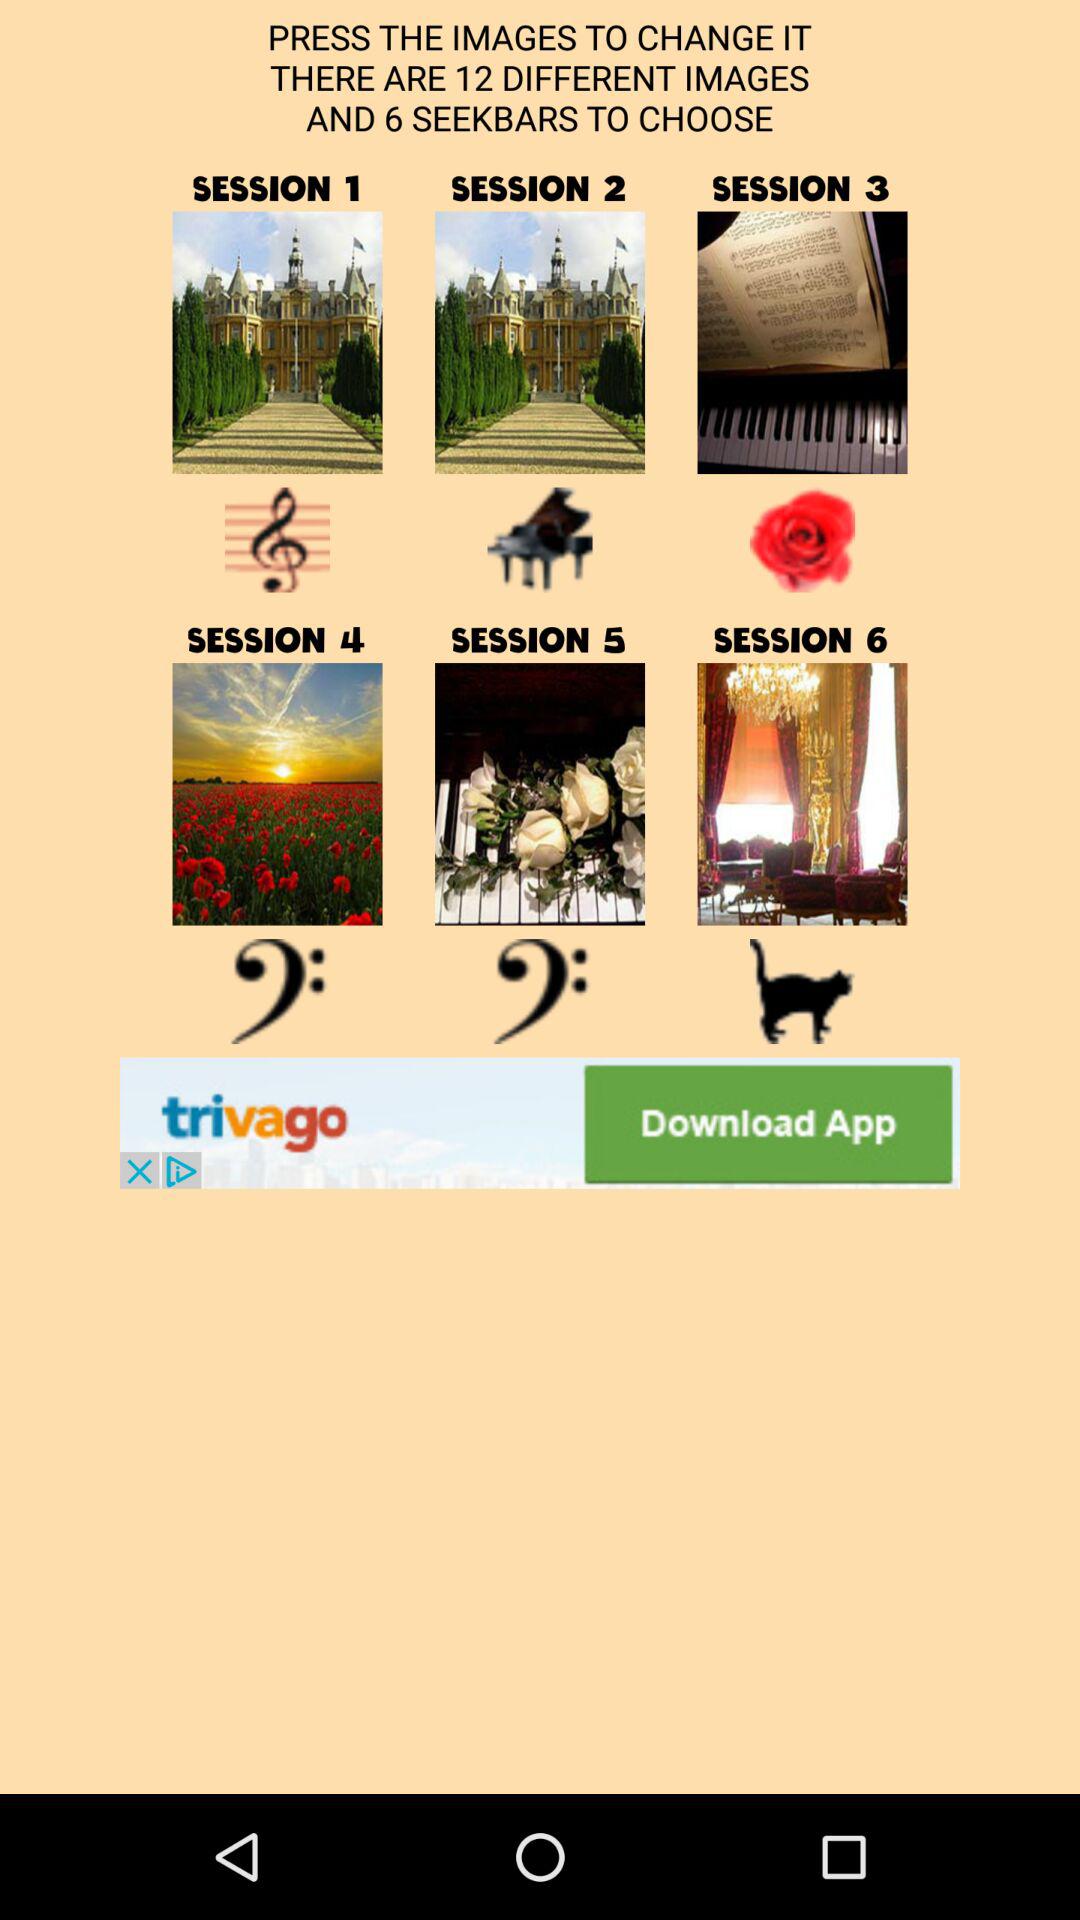 PRESS THE IMAGES TO CHANGE IT
THERE ARE 12 DIFFERENT IMAGES
AND 6 SEEKBARS TO CHOOSE
SESSION 1
SESSION 2
SESSION 3
SESSION 4
SESSION 5
SESSION 6
trivago
Download App